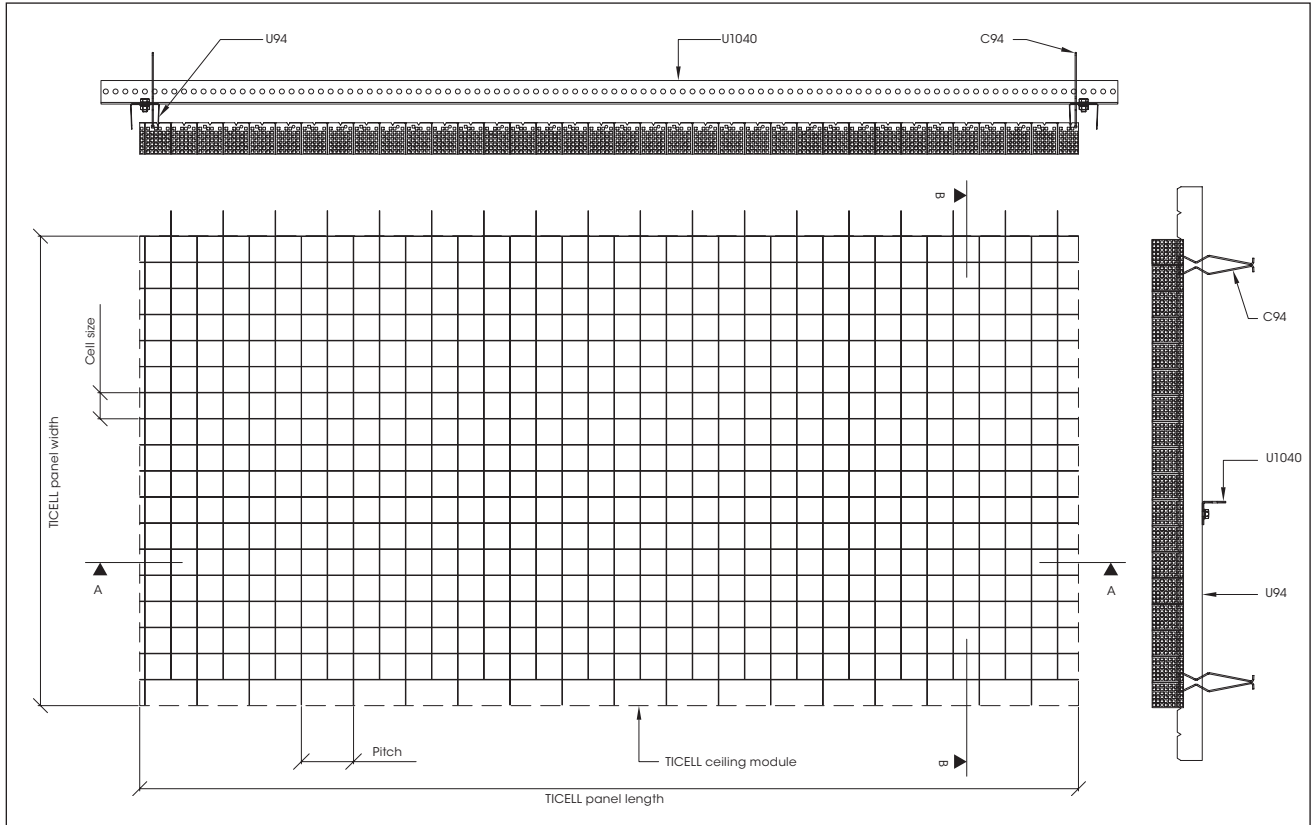 U94
U1040
C94
B
Cell size
TICELL panel width
C94
U1040
U94
A
A
Pitch
TICELL ceiling module
B
TICELL panel length